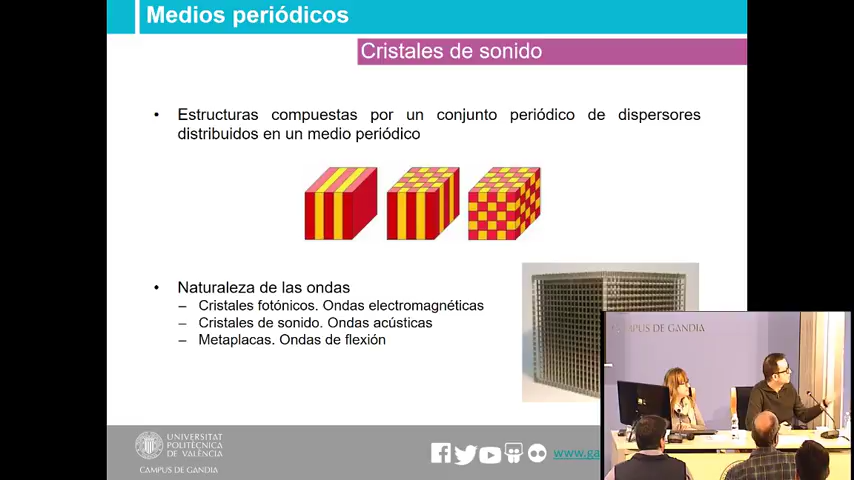 Medios periódicos
Cristales de sonido
• Estructuras compuestas por un conjunto periódico de dispersores
distribuidos en un medio periódico
• Naturaleza de las ondas
– Cristales fotónicos. Ondas electromagnéticas
– Cristales de sonido. Ondas acústicas
– Metaplacas. Ondas de flexión
CAMPUS DE GANDIA
UNIVERSITAT
POLITÈCNICA
DE VALÈNCIA
CAMPUS DE GANDIA